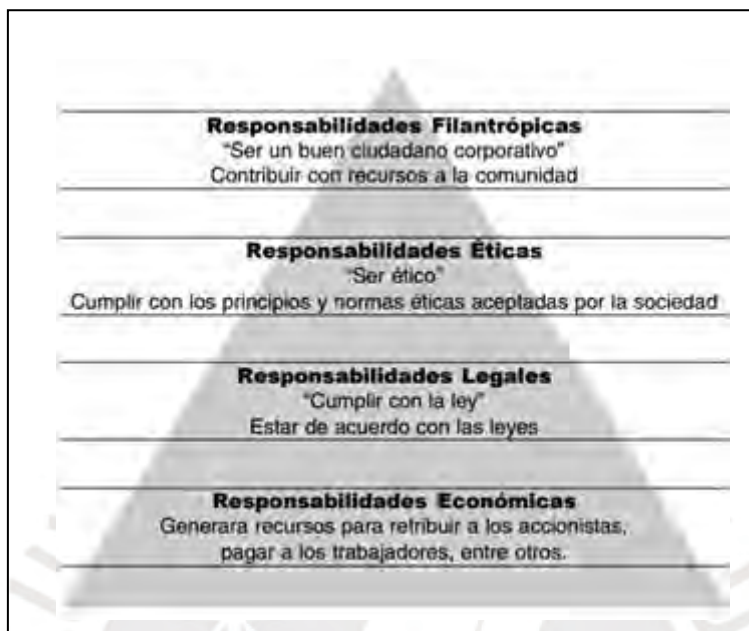 Responsabilidades Filantrópicas
“Ser un buen ciudadano corporativo”
Contribuir con recursos a la comunidad
Responsabilidades Éticas
“Ser ético”
Cumplir con los principios y normas éticas aceptadas por la sociedad
Responsabilidades Legales
“Cumplir con la ley”
Estar de acuerdo con las leyes
Responsabilidades Económicas
Generara recursos para retribuir a los accionistas,
pagar a los trabajadores, entre otros.